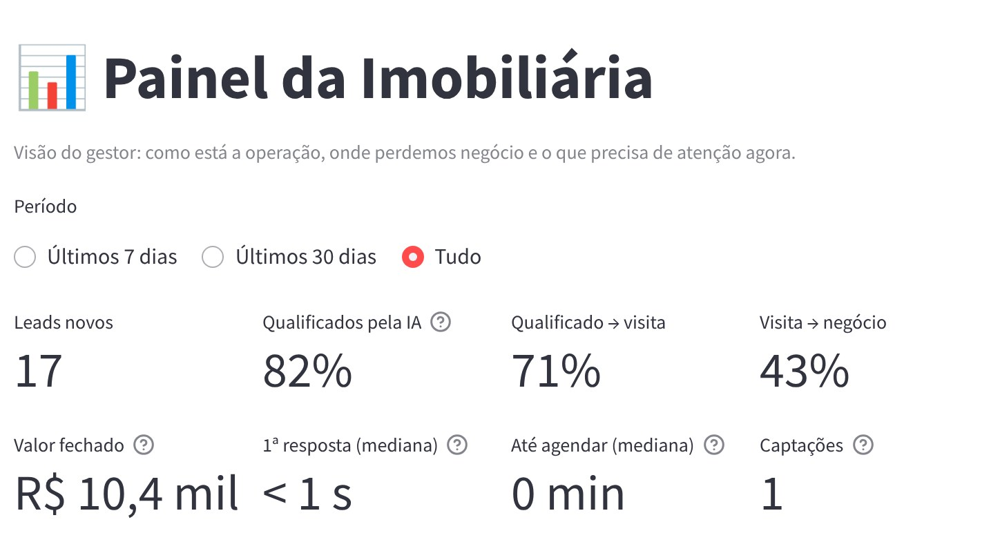 Painel da Imobiliária
Visão do gestor: como está a operação, onde perdemos negócio e o que precisa de atenção agora.
Período
Últimos 7 dias Últimos 30 dias Tudo
Leads novos Qualificados pela IA Qualificado → visita Visita → negócio
17 82% 71% 43%
Valor fechado 1ª resposta (mediana) Até agendar (mediana) Captações
R$ 10,4 mil < 1 s 0 min 1